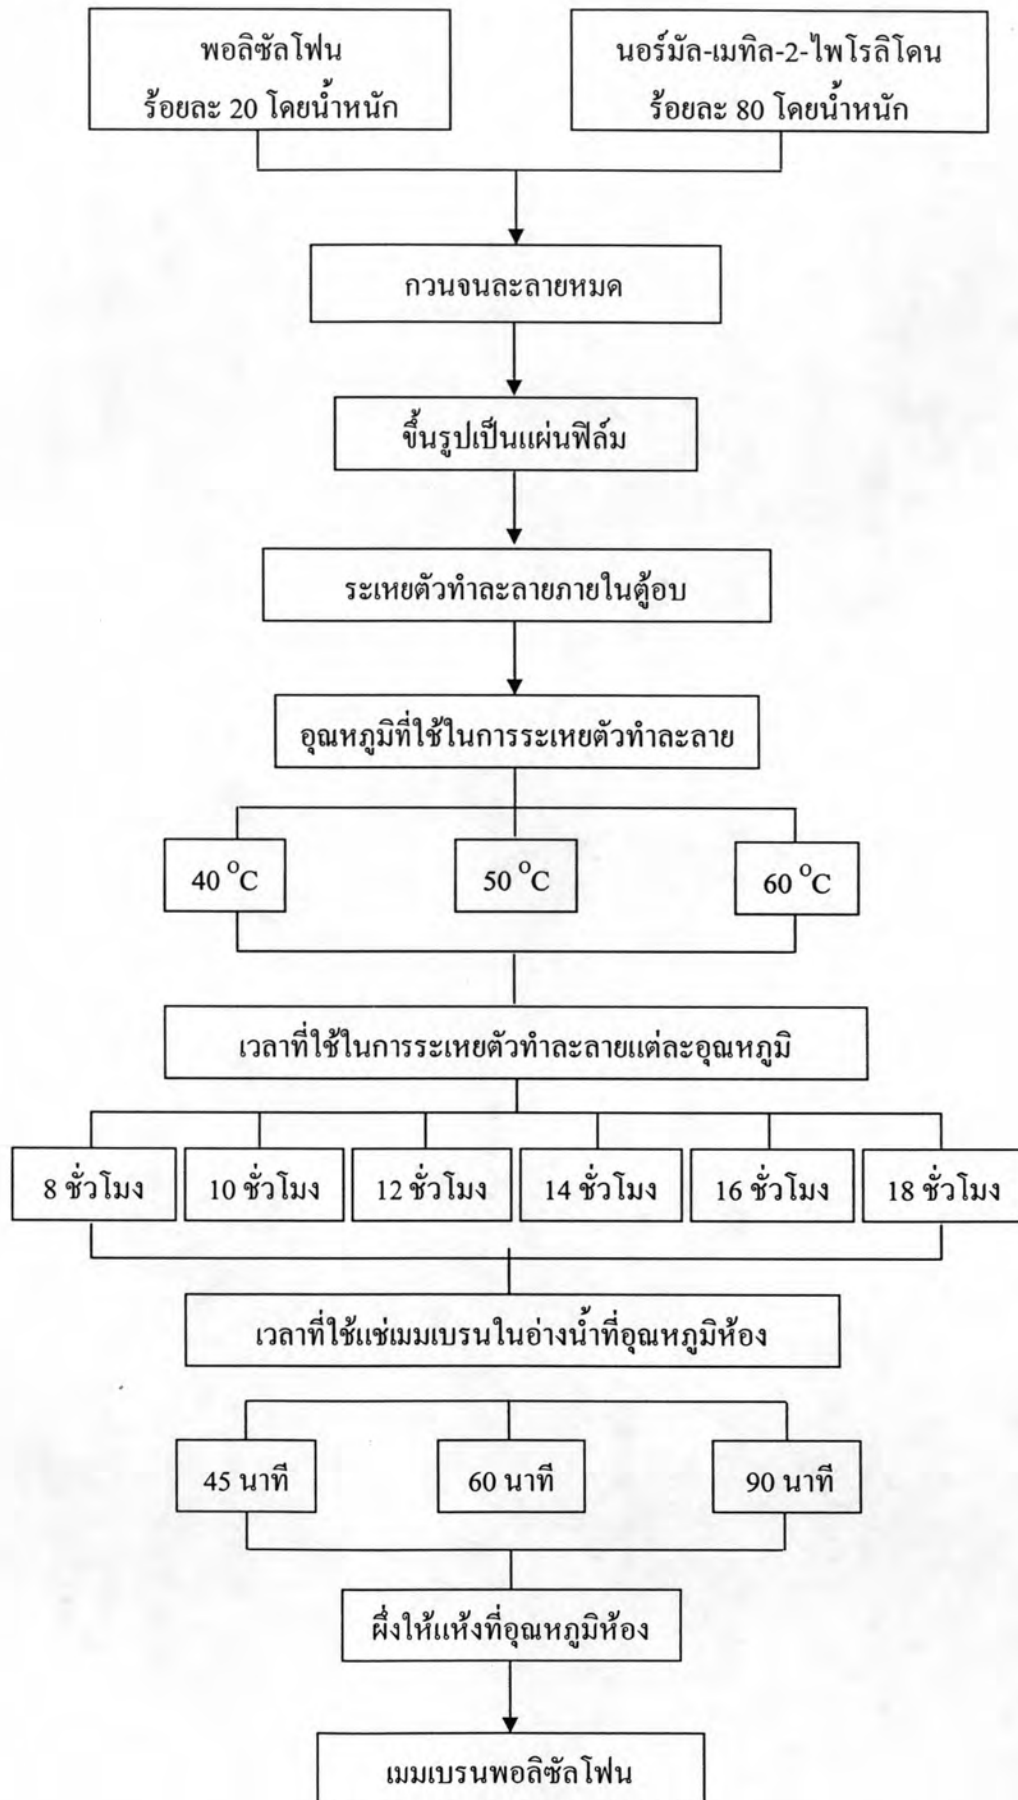 พอลิซัลโฟน
ร้อยละ 20 โดยน้ำหนัก
นอร์มัล-เมทิล-2-ไพโรลิโดน
ร้อยละ 80 โดยน้ำหนัก
กวนจนละลายหมด
ขึ้นรูปเป็นแผ่นฟิล์ม
ระเหยตัวทำละลายภายในตู้อบ
อุณหภูมิที่ใช้ในการระเหยตัวทำละลาย
40 °C
50 °C
60 °C
เวลาที่ใช้ในการระเหยตัวทำละลายแต่ละอุณหภูมิ
8 ชั่วโมง
10 ชั่วโมง
12 ชั่วโมง
14 ชั่วโมง
16 ชั่วโมง
18 ชั่วโมง
เวลาที่ใช้แช่เมมเบรนในอ่างน้ำที่อุณหภูมิห้อง
45 นาที
60 นาที
90 นาที
ผึ่งให้แห้งที่อุณหภูมิห้อง
เมมเบรนพอลิซัลโฟน